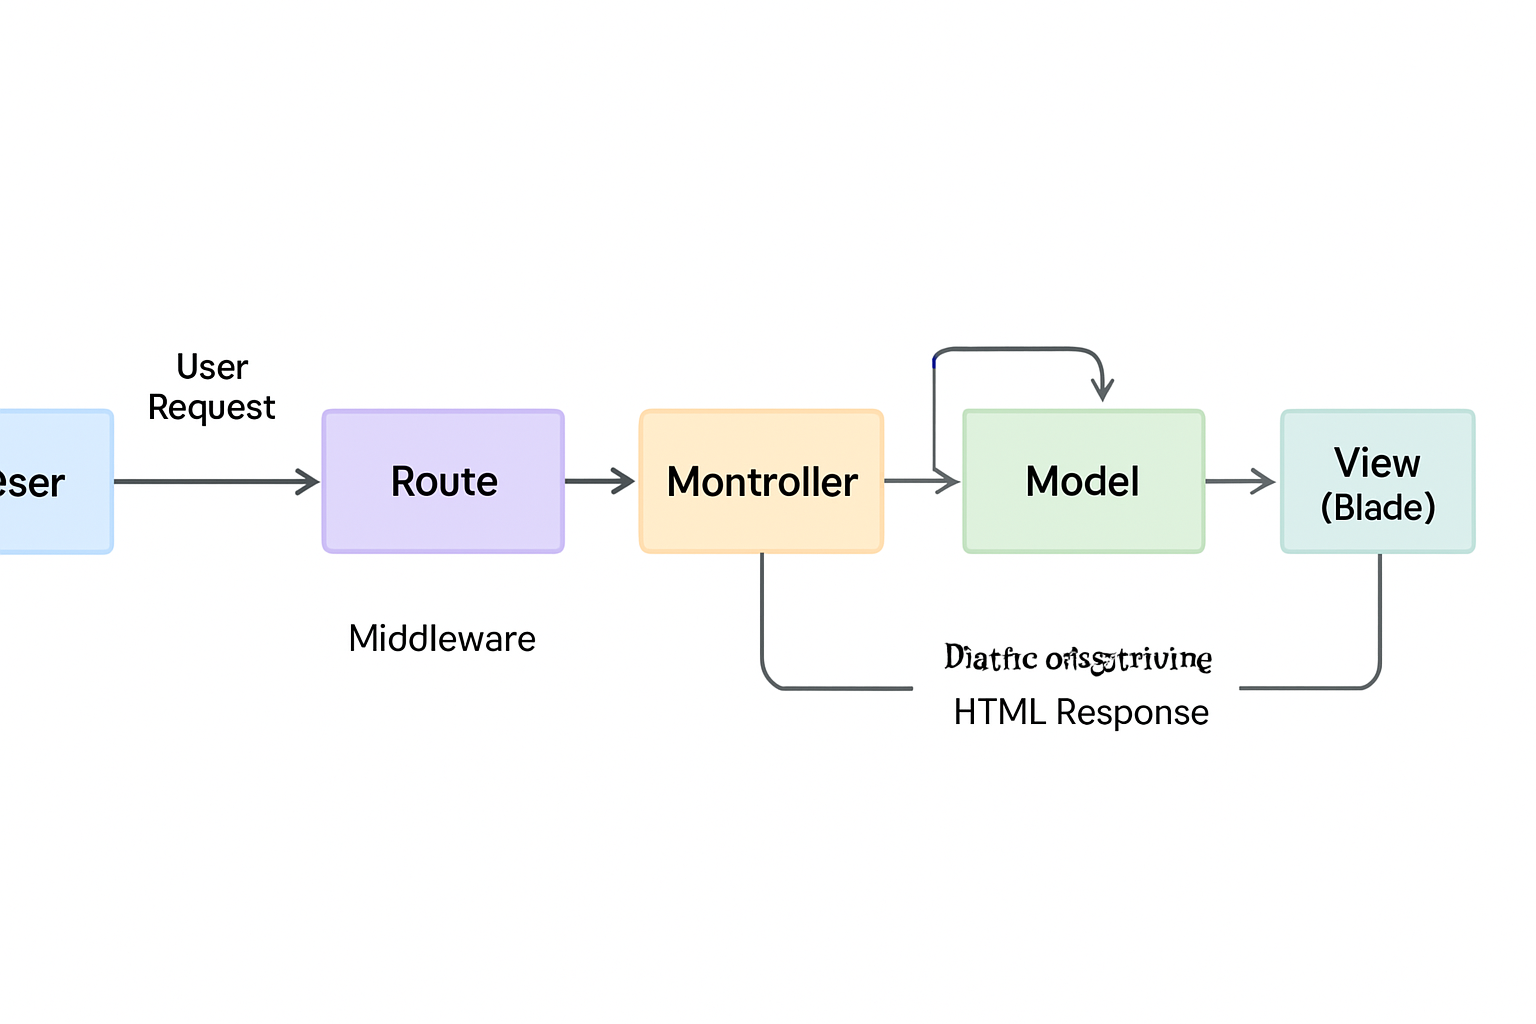 User
Request
eser
Route
Montroller
Model
View
(Blade)
Middleware
HTML Response